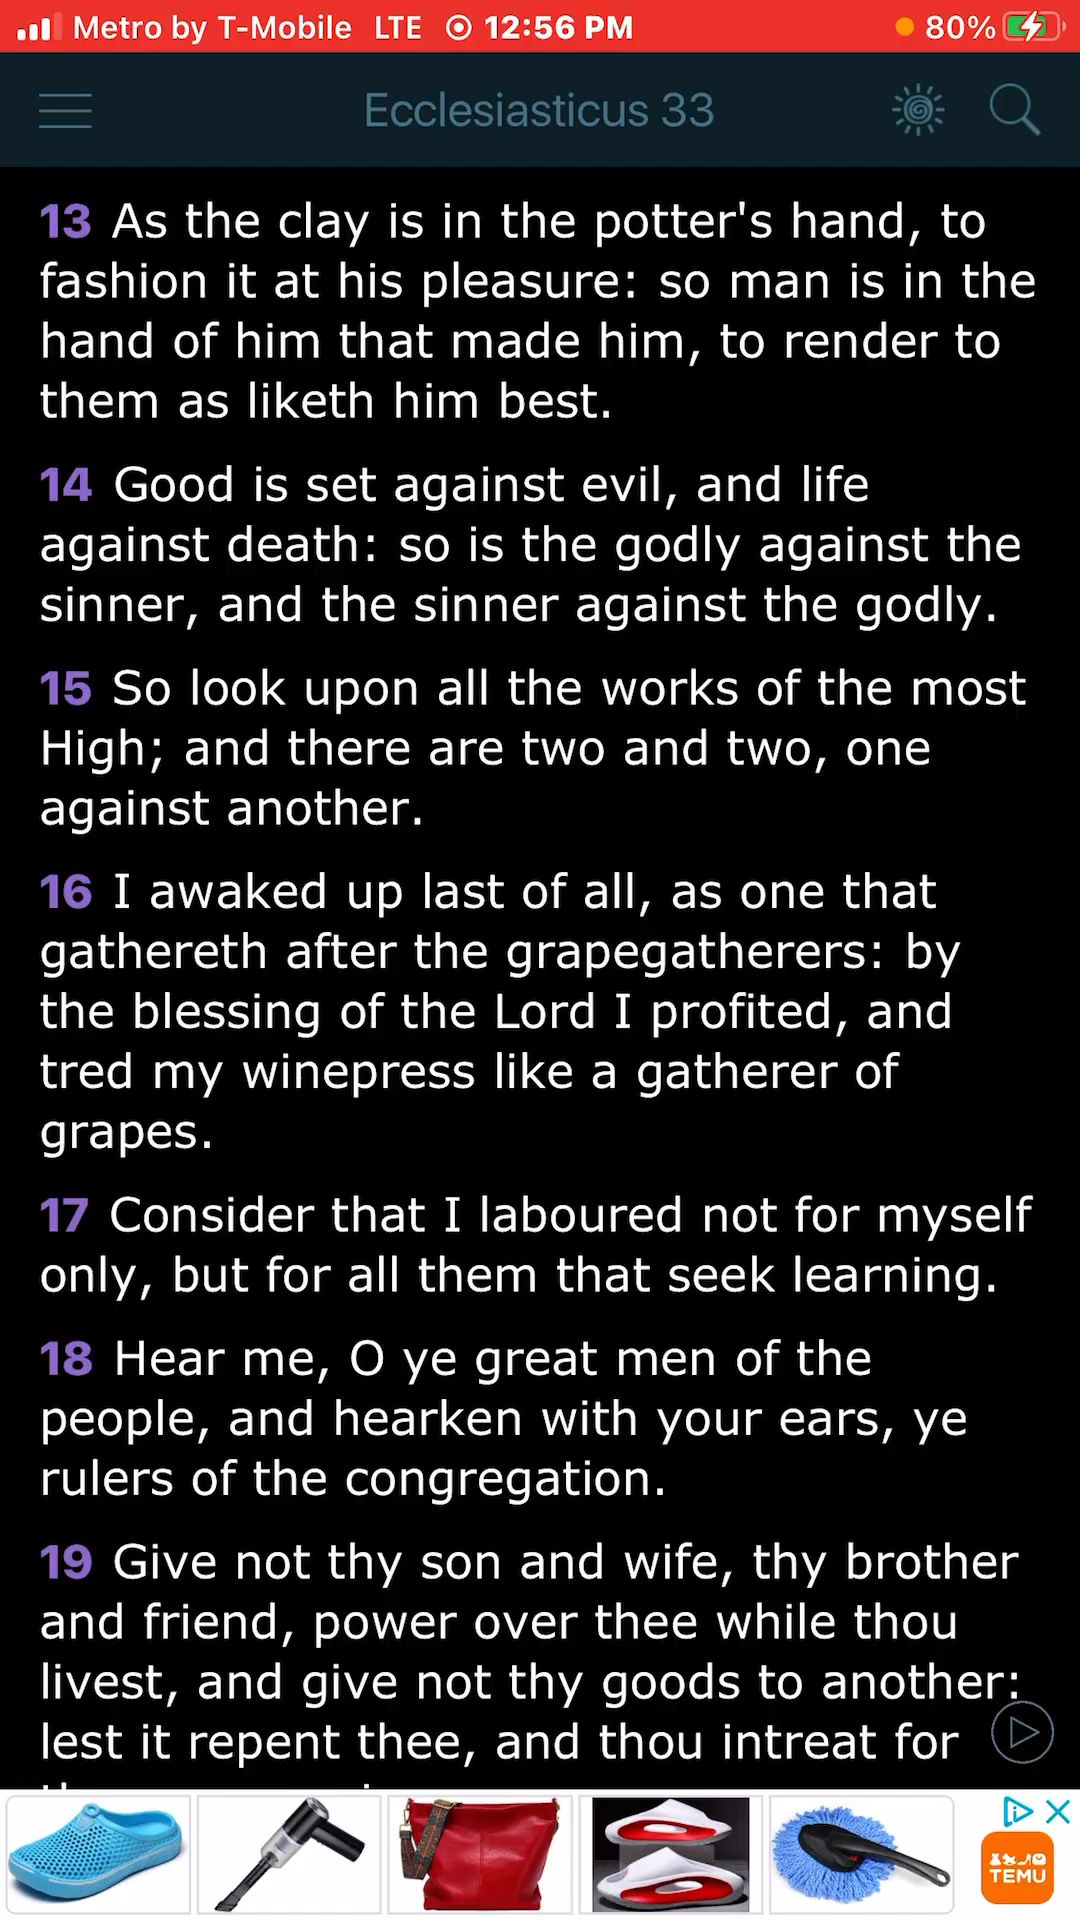 Metro by T-Mobile LTE 12:56 PM 80%
Ecclesiasticus 33
13 As the clay is in the potter's hand, to
fashion it at his pleasure: so man is in the
hand of him that made him, to render to
them as liketh him best.
14 Good is set against evil, and life
against death: so is the godly against the
sinner, and the sinner against the godly.
15 So look upon all the works of the most
High; and there are two and two, one
against another.
16 I awaked up last of all, as one that
gathereth after the grapegatherers: by
the blessing of the Lord I profited, and
tred my winepress like a gatherer of
grapes.
17 Consider that I laboured not for myself
only, but for all them that seek learning.
18 Hear me, O ye great men of the
people, and hearken with your ears, ye
rulers of the congregation.
19 Give not thy son and wife, thy brother
and friend, power over thee while thou
livest, and give not thy goods to another:
lest it repent thee, and thou intreat for
TEMU